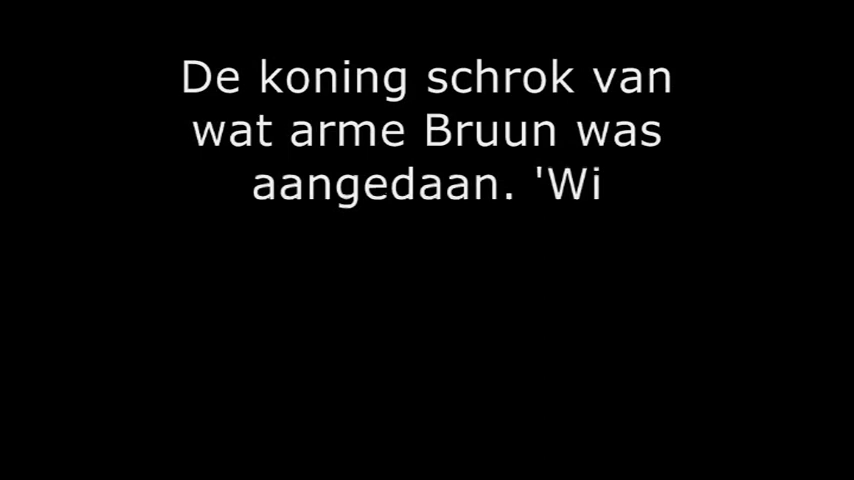 De koning schrok van
wat arme Bruun was
aangedaan. 'Wi